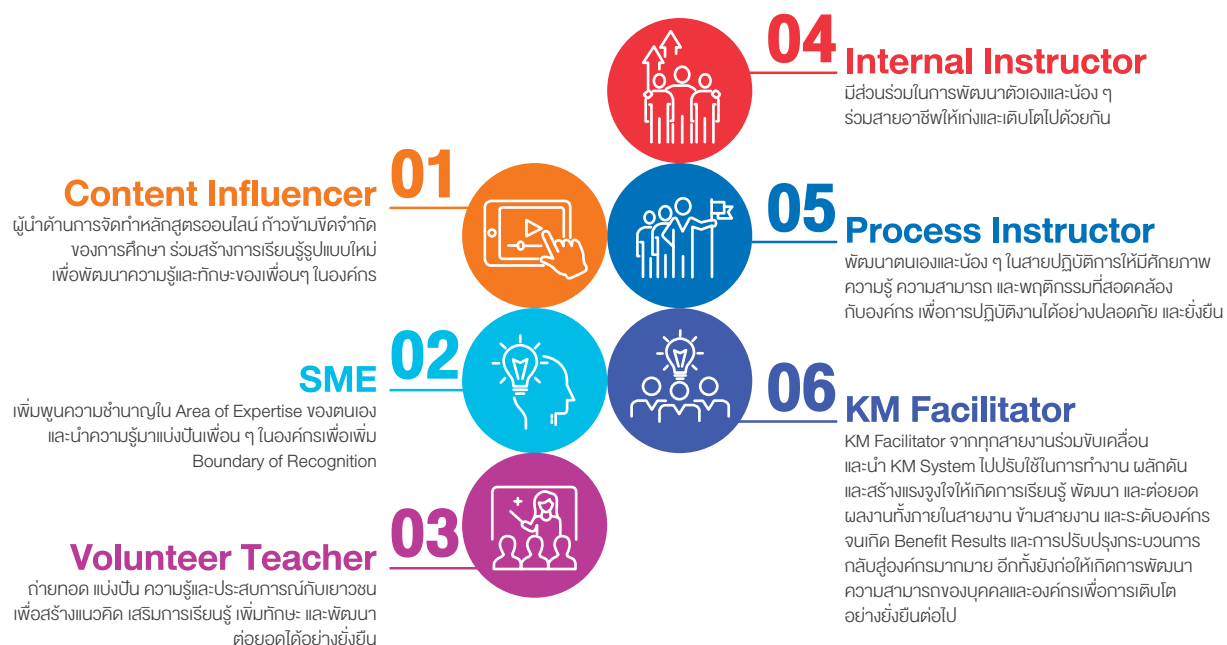 01
Content Influencer
ผู้นำด้านการจัดทำหลักสูตรออนไลน์ ก้าวข้ามขีดจำกัด
ของการศึกษา ร่วมสร้างการเรียนรู้รูปแบบใหม่
เพื่อพัฒนาความรู้และทักษะของเพื่อนๆ ในองค์กร
02
SME
เพิ่มพูนความชำนาญใน Area of Expertise ของตนเอง
และนำความรู้มาแบ่งปันเพื่อน ๆ ในองค์กรเพื่อเพิ่ม
Boundary of Recognition
03
Volunteer Teacher
ถ่ายทอด แบ่งปัน ความรู้และประสบการณ์กับเยาวชน
เพื่อสร้างแนวคิด เสริมการเรียนรู้ เพิ่มทักษะ และพัฒนา
ต่อยอดได้อย่างยั่งยืน
04
Internal Instructor
มีส่วนร่วมในการพัฒนาตัวเองและน้อง ๆ
ร่วมสายอาชีพให้เก่งและเติบโตไปด้วยกัน
05
Process Instructor
พัฒนาตนเองและน้อง ๆ ในสายปฏิบัติการให้มีศักยภาพ
ความรู้ ความสามารถ และพฤติกรรมที่สอดคล้อง
กับองค์กร เพื่อการปฏิบัติงานได้อย่างปลอดภัย และยั่งยืน
06
KM Facilitator
KM Facilitator จากทุกสายงานร่วมขับเคลื่อน
และนำ KM System ไปปรับใช้ในการทำงาน ผลักดัน
และสร้างแรงจูงใจให้เกิดการเรียนรู้ พัฒนา และต่อยอด
ผลงานทั้งภายในสายงาน ข้ามสายงาน และระดับองค์กร
จนเกิด Benefit Results และการปรับปรุงกระบวนการ
กลับสู่องค์กรมากมาย อีกทั้งยังก่อให้เกิดการพัฒนา
ความสามารถของบุคคลและองค์กรเพื่อการเติบโต
อย่างยั่งยืนต่อไป